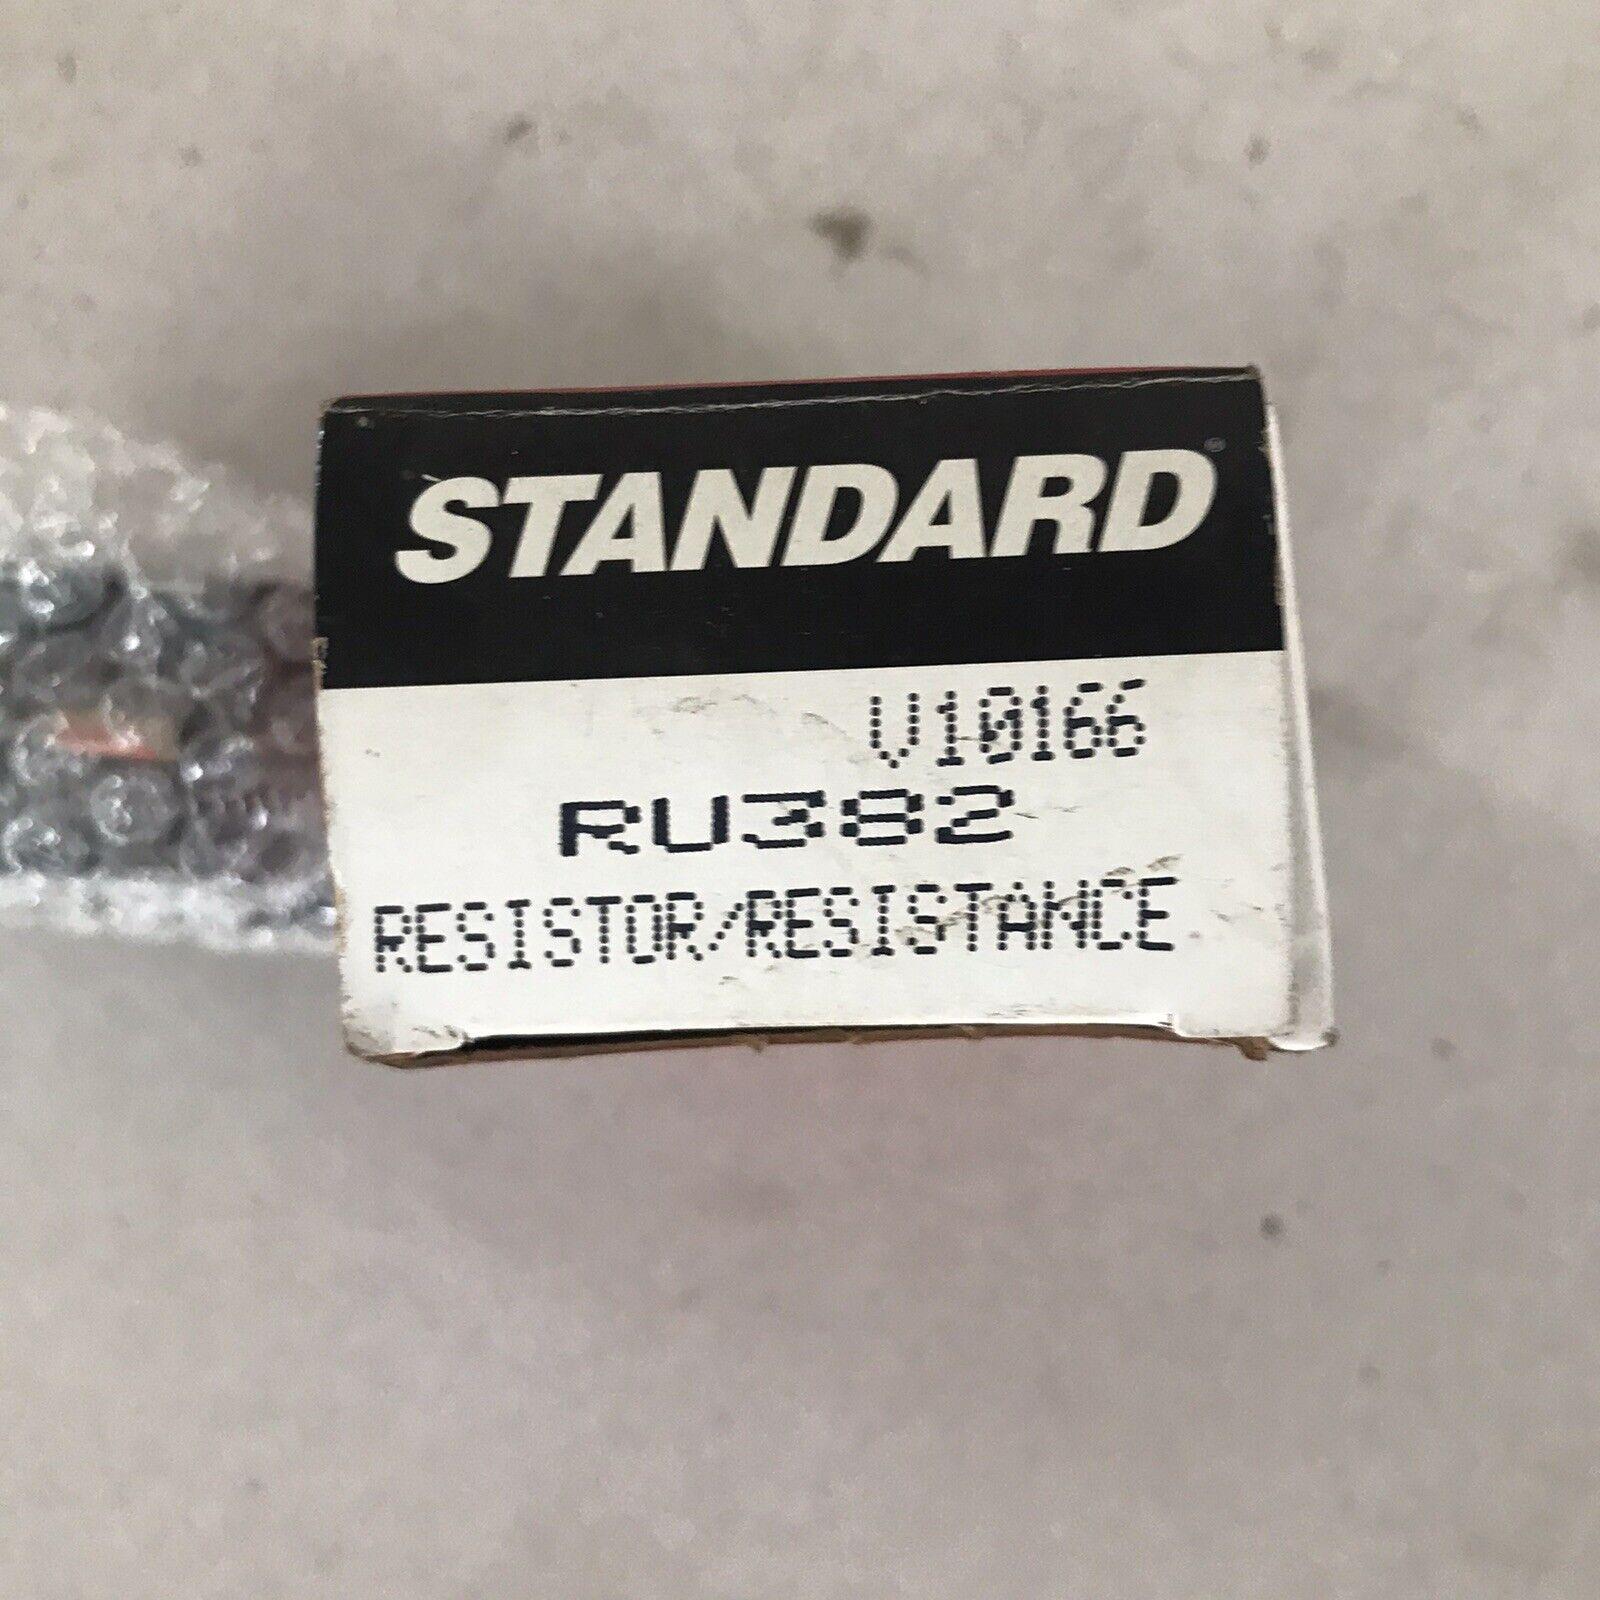 STANDARD®
V10166
RU382
RESISTOR/RESISTANCE